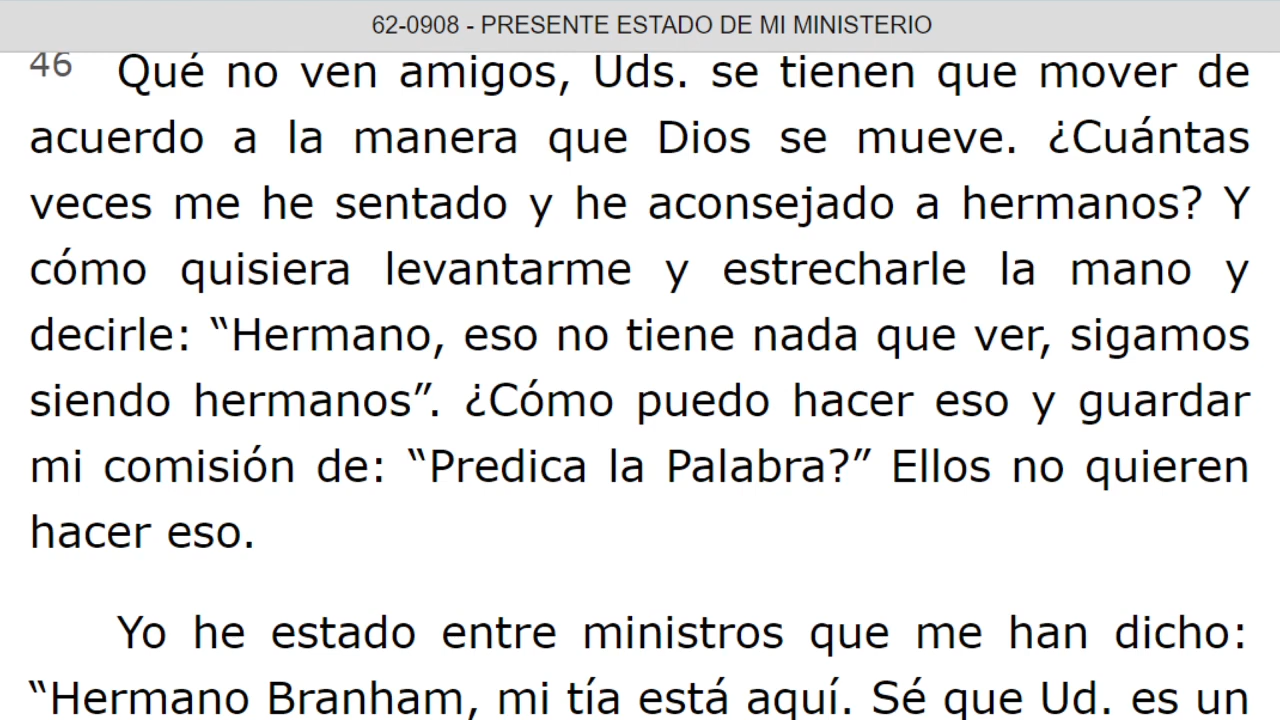 62-0908 - PRESENTE ESTADO DE MI MINISTERIO
46 Qué no ven amigos, Uds. se tienen que mover de
acuerdo a la manera que Dios se mueve. ¿Cuántas
veces me he sentado y he aconsejado a hermanos? Y
cómo quisiera levantarme y estrecharle la mano y
decirle: “Hermano, eso no tiene nada que ver, sigamos
siendo hermanos”. ¿Cómo puedo hacer eso y guardar
mi comisión de: “Predica la Palabra?” Ellos no quieren
hacer eso.
Yo he estado entre ministros que me han dicho:
“Hermano Branham, mi tía está aquí. Sé que Ud. es un